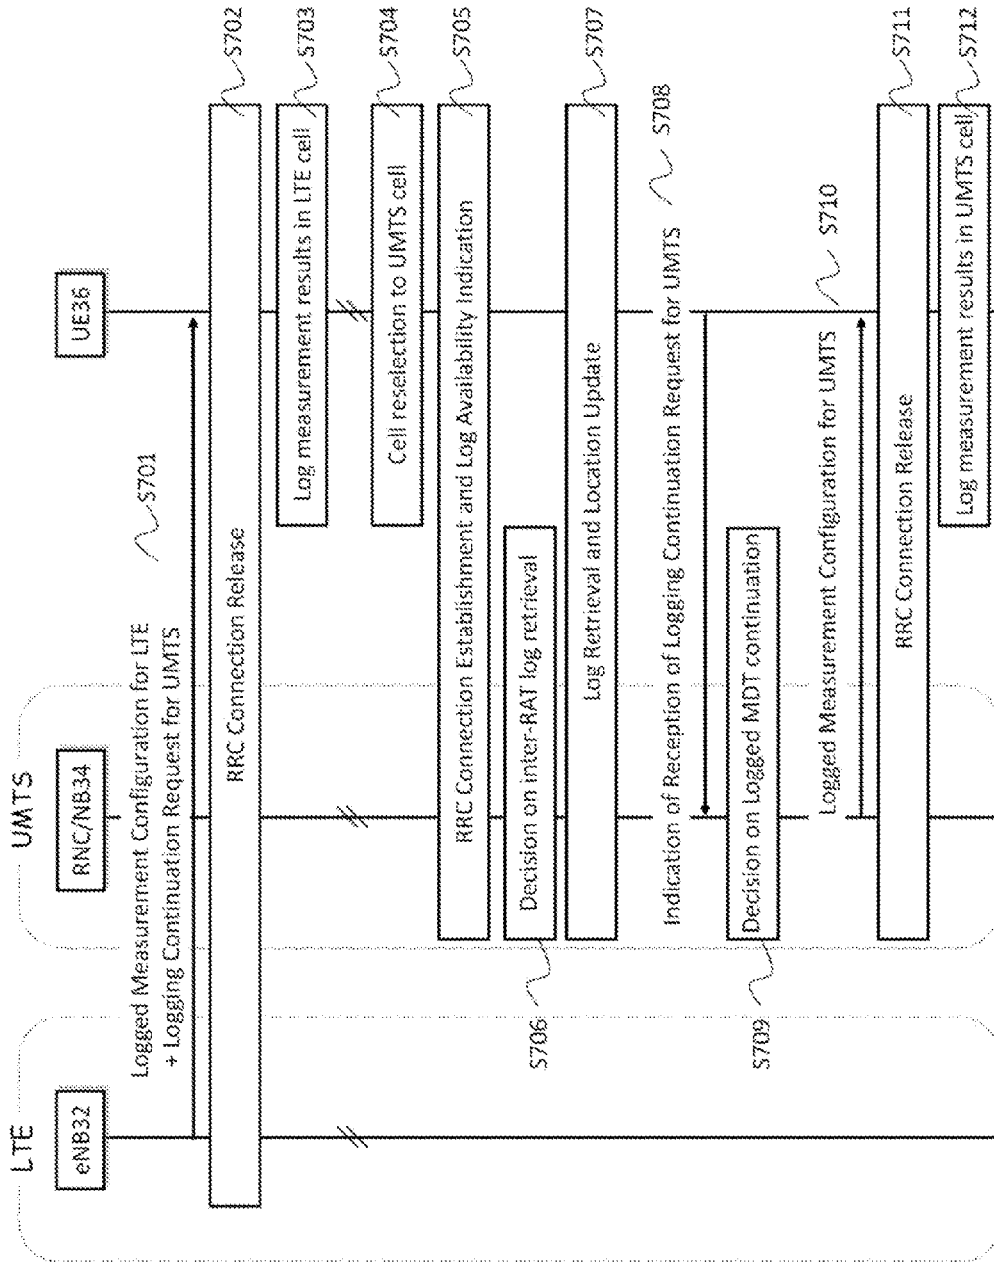 LTE
UMTS
eNB32
RNC/NB34
UE36
Logged Measurement Configuration for LTE
+ Logging Continuation Request for UMTS
S701
RRC Connection Release
S702
Log measurement results in LTE cell
S703
Cell reselection to UMTS cell
S704
RRC Connection Establishment and Log Availability Indication
S705
Decision on inter-RAT log retrieval
S706
Log Retrieval and Location Update
S707
Indication of Reception of Logging Continuation Request for UMTS
S708
Decision on Logged MDT continuation
S709
Logged Measurement Configuration for UMTS
S710
RRC Connection Release
S711
Log measurement results in UMTS cell
S712